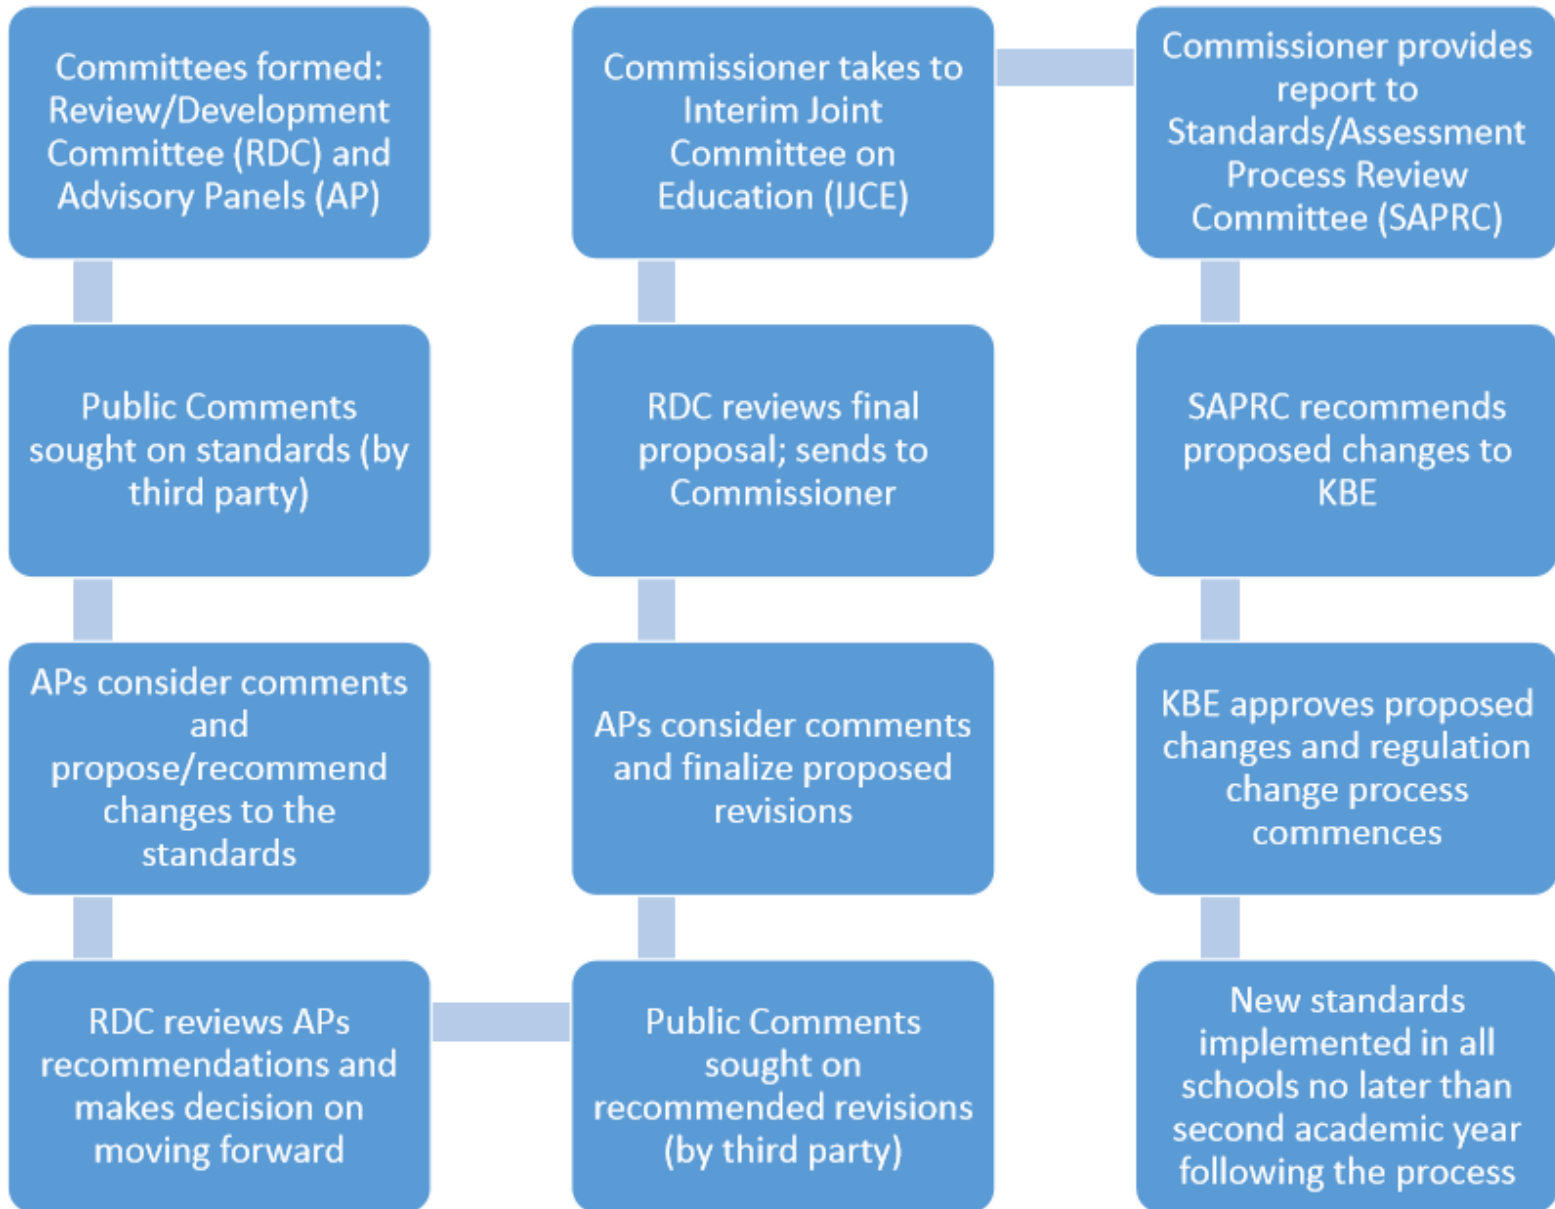 Committees formed:
Review/Development
Committee (RDC) and
Advisory Panels (AP)
Public Comments
sought on standards (by
third party)
APs consider comments
and
propose/recommend
changes to the
standards
RDC reviews APs
recommendations and
makes decision on
moving forward
Public Comments
sought on
recommended revisions
(by third party)
APs consider comments
and finalize proposed
revisions
RDC reviews final
proposal; sends to
Commissioner
Commissioner takes to
Interim Joint
Committee on
Education (IJCE)
Commissioner provides
report to
Standards/Assessment
Process Review
Committee (SAPRC)
SAPRC recommends
proposed changes to
KBE
KBE approves proposed
changes and regulation
change process
commences
New standards
implemented in all
schools no later than
second academic year
following the process